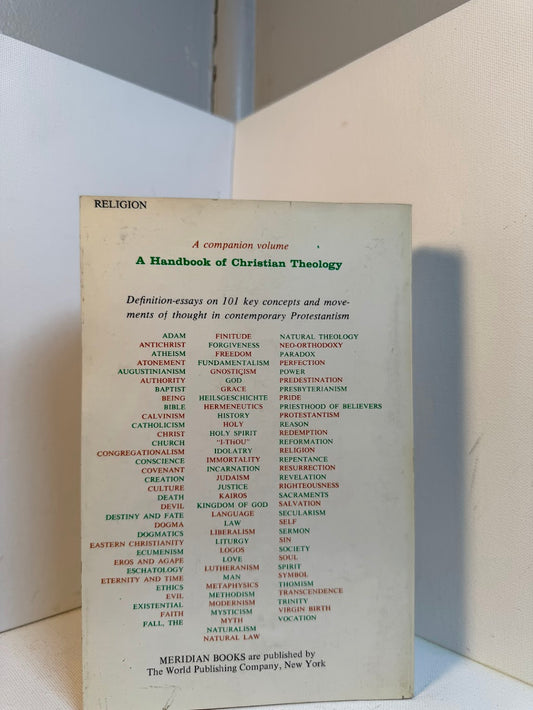 RELIGION
A companion volume
A Handbook of Christian Theology
Definition-essays on 101 key concepts and move-
ments of thought in contemporary Protestantism
ADAM
ANTICHRIST
ATHEISM
ATONEMENT
AUGUSTINIANISM
AUTHORITY
BAPTIST
BEING
BIBLE
CALVINISM
CATHOLICISM
CHRIST
CHURCH
CONGREGATIONALISM
CONSCIENCE
COVENANT
CREATION
CULTURE
DEATH
DEVIL
DESTINY AND FATE
DOGMA
DOGMATICS
EASTERN CHRISTIANITY
ECUMENISM
EROS AND AGAPE
ESCHATOLOGY
ETERNITY AND TIME
ETHICS
EVIL
EXISTENTIAL
FAITH
FALL, THE
FINITUDE
FORGIVENESS
FREEDOM
FUNDAMENTALISM
GNOSTICISM
GOD
GRACE
HEILSGESCHICHTE
HERMENEUTICS
HISTORY
HOLY
HOLY SPIRIT
"I-THOU"
IDOLATRY
IMMORTALITY
INCARNATION
JUDAISM
JUSTICE
KAIROS
KINGDOM OF GOD
LANGUAGE
LAW
LIBERALISM
LITURGY
LOGOS
LOVE
LUTHERANISM
MAN
METAPHYSICS
METHODISM
MODERNISM
MYSTICISM
MYTH
NATURALISM
NATURAL LAW
NATURAL THEOLOGY
NEO-ORTHODOXY
PARADOX
PERFECTION
POWER
PREDESTINATION
PRESBYTERIANISM
PRIDE
PRIESTHOOD OF BELIEVERS
PROTESTANTISM
REASON
REDEMPTION
REFORMATION
RELIGION
REPENTANCE
RESURRECTION
REVELATION
RIGHTEOUSNESS
SACRAMENTS
SALVATION
SECULARISM
SELF
SERMON
SIN
SOCIETY
SOUL
SPIRIT
SYMBOL
THOMISM
TRANSCENDENCE
TRINITY
VIRGIN BIRTH
VOCATION
MERIDIAN BOOKS are published by
The World Publishing Company, New York